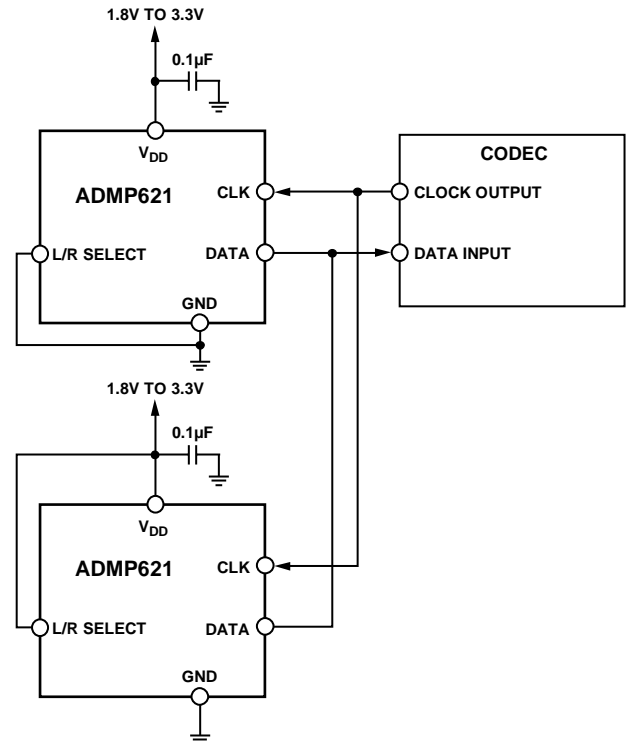 1.8V TO 3.3V
0.1µF
VDD
ADMP621
CLK
L/R SELECT
DATA
GND
CODEC
CLOCK OUTPUT
DATA INPUT
1.8V TO 3.3V
0.1µF
VDD
ADMP621
CLK
L/R SELECT
DATA
GND